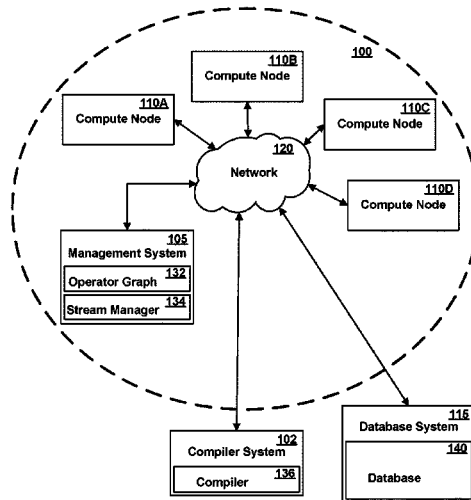 110B
Compute Node
100
110A
Compute Node
110C
Compute Node
120
Network
110D
Compute Node
105
Management System
132
Operator Graph
134
Stream Manager
102
Compiler System
136
Compiler
115
Database System
140
Database